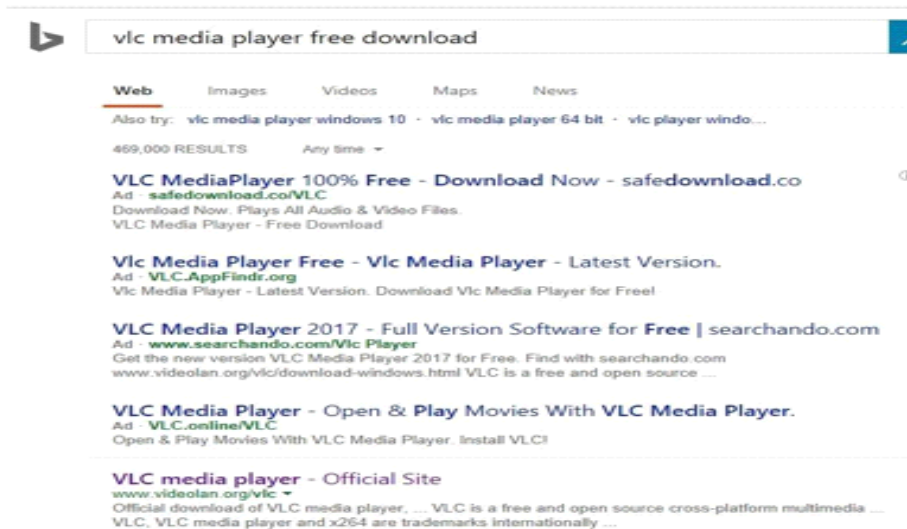 vlc media player free download
Web Images Videos Maps News
Also try: vlc media player windows 10 · vlc media player 64 bit · vlc player windo...
469,000 RESULTS Any time
VLC MediaPlayer 100% Free - Download Now - safedownload.co
Ad · safedownload.co/VLC
Download Now. Plays All Audio & Video Files.
VLC Media Player - Free Download
Vlc Media Player Free - Vlc Media Player - Latest Version.
Ad · VLC.AppFindr.org
Vlc Media Player - Latest Version. Download Vlc Media Player for Free!
VLC Media Player 2017 - Full Version Software for Free | searchando.com
Ad · www.searchando.com/Vlc Player
Get the new version VLC Media Player 2017 for Free. Find with searchando.com
www.videolan.org/vlc/download-windows.html VLC is a free and open source ...
VLC Media Player - Open & Play Movies With VLC Media Player.
Ad · VLC.online/VLC
Open & Play Movies With VLC Media Player. Install VLC!
VLC media player - Official Site
www.videolan.org/vlc
Official download of VLC media player, ... VLC is a free and open source cross-platform multimedia ...
VLC, VLC media player and x264 are trademarks internationally ...